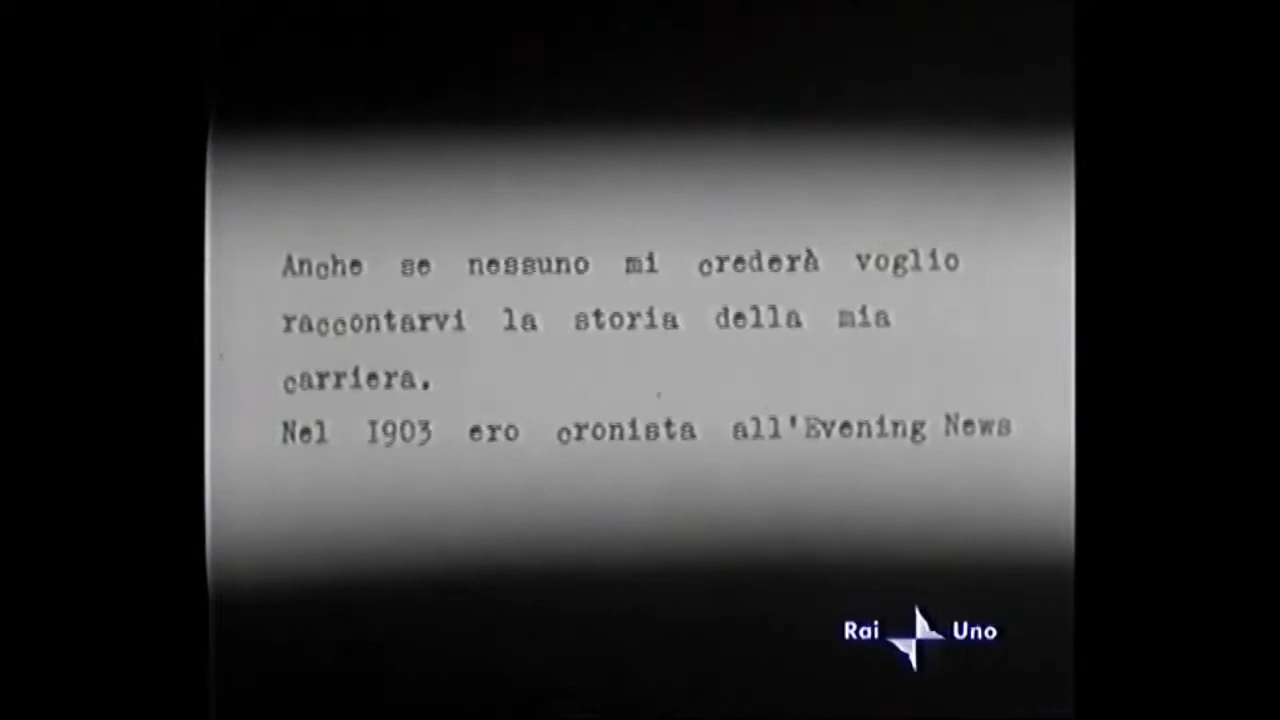 Anche se nessuno mi crederà voglio
raccontarvi la storia della mia
carriera.
Nel 1903 ero cronista all'Evening News
Rai Uno